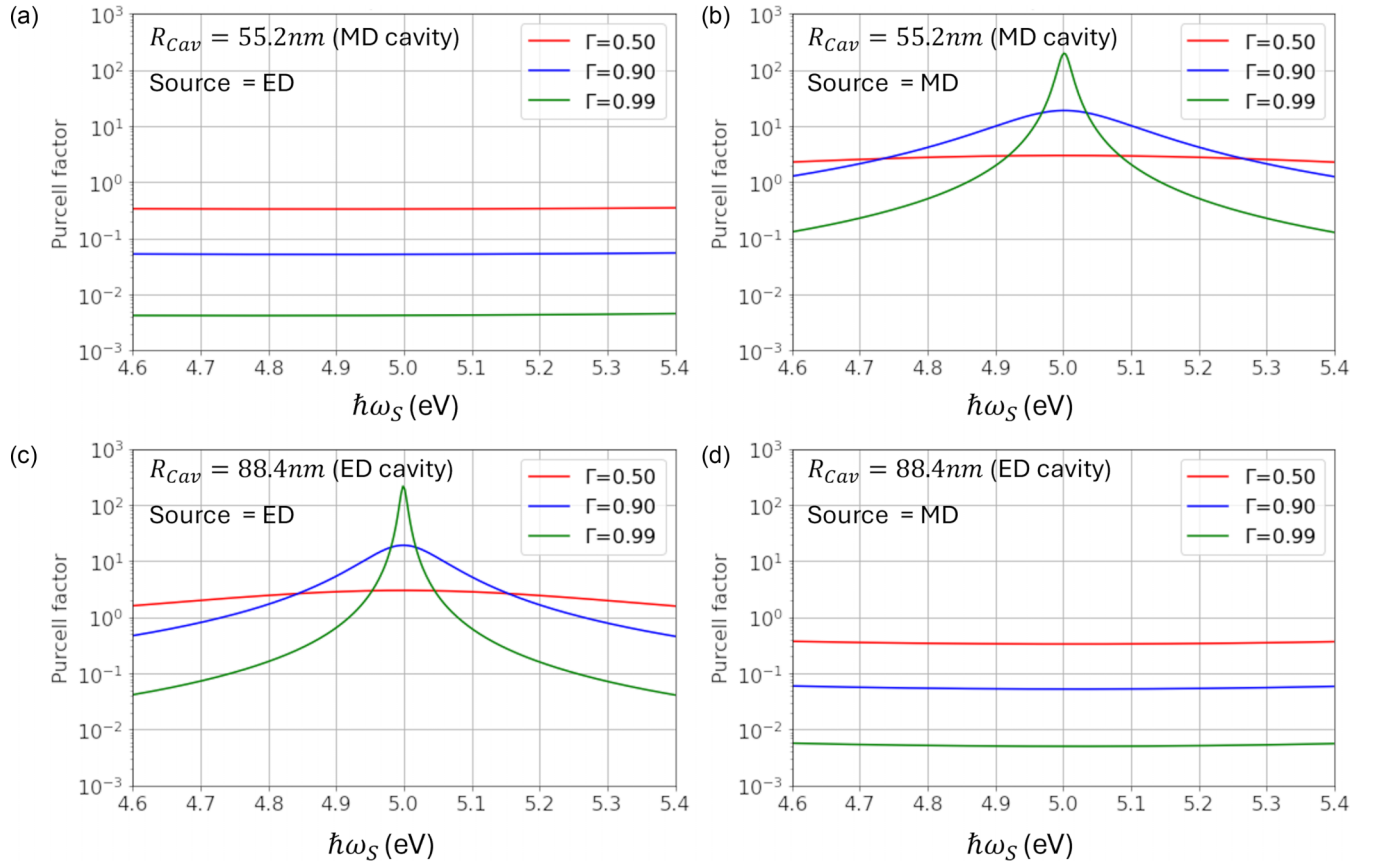 (a)
R_Cav = 55.2nm (MD cavity)
Source = ED
Γ=0.50
Γ=0.90
Γ=0.99
Purcell factor
10³
10²
10¹
10⁰
10⁻¹
10⁻²
10⁻³
4.6 4.7 4.8 4.9 5.0 5.1 5.2 5.3 5.4
ℏω_S (eV)
(b)
R_Cav = 55.2nm (MD cavity)
Source = MD
Γ=0.50
Γ=0.90
Γ=0.99
Purcell factor
10³
10²
10¹
10⁰
10⁻¹
10⁻²
10⁻³
4.6 4.7 4.8 4.9 5.0 5.1 5.2 5.3 5.4
ℏω_S (eV)
(c)
R_Cav = 88.4nm (ED cavity)
Source = ED
Γ=0.50
Γ=0.90
Γ=0.99
Purcell factor
10³
10²
10¹
10⁰
10⁻¹
10⁻²
10⁻³
4.6 4.7 4.8 4.9 5.0 5.1 5.2 5.3 5.4
ℏω_S (eV)
(d)
R_Cav = 88.4nm (ED cavity)
Source = MD
Γ=0.50
Γ=0.90
Γ=0.99
Purcell factor
10³
10²
10¹
10⁰
10⁻¹
10⁻²
10⁻³
4.6 4.7 4.8 4.9 5.0 5.1 5.2 5.3 5.4
ℏω_S (eV)